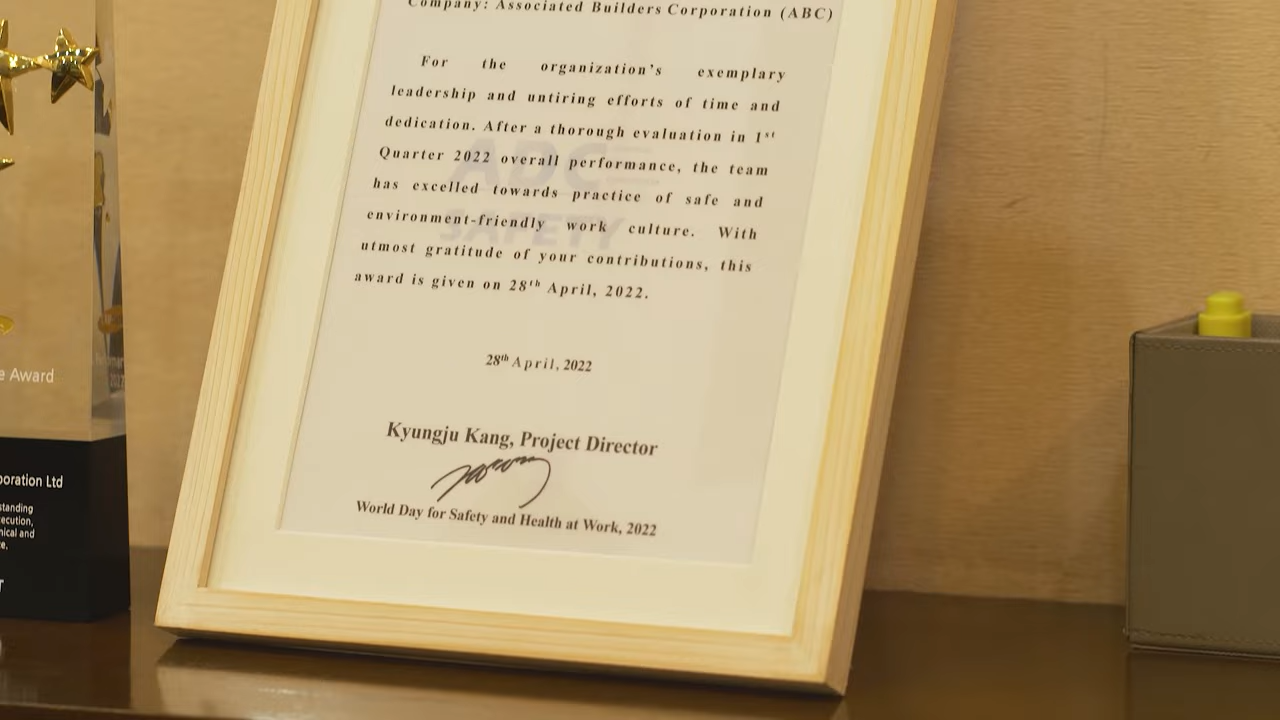 Company: Associated Builders Corporation (ABC)
For the organization's exemplary
leadership and untiring efforts of time and
dedication. After a thorough evaluation in 1st
Quarter 2022 overall performance, the team
has excelled towards practice of safe and
environment-friendly work culture. With
utmost gratitude of your contributions, this
award is given on 28th April, 2022.
ADC
SAFETY
28th April, 2022
Kyungju Kang, Project Director
World Day for Safety and Health at Work, 2022
e Award
poration Ltd
standing
ecution,
nical and
e.
T